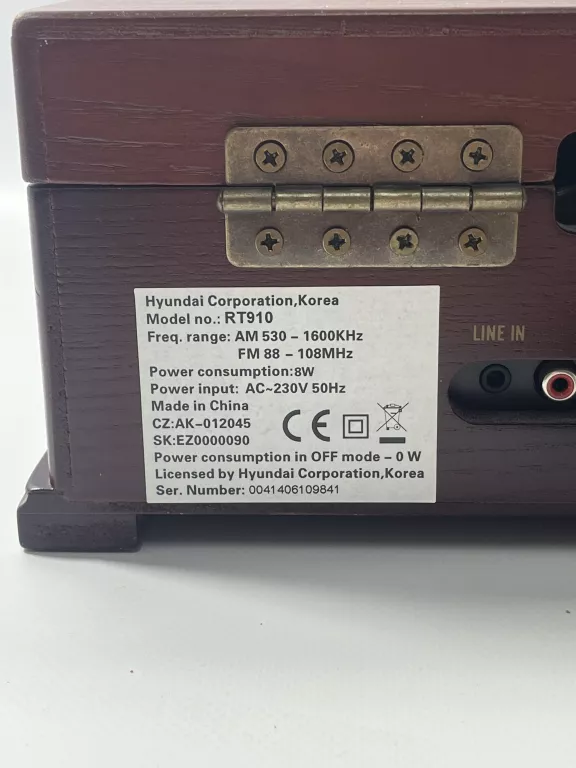 Hyundai Corporation,Korea
Model no.: RT910
Freq. range: AM 530 - 1600KHz
FM 88 - 108MHz
Power consumption:8W
Power input: AC~230V 50Hz
Made in China
CZ:AK-012045
SK:EZ0000090
CE
Power consumption in OFF mode - 0 W
Licensed by Hyundai Corporation,Korea
Ser. Number: 0041406109841
LINE IN